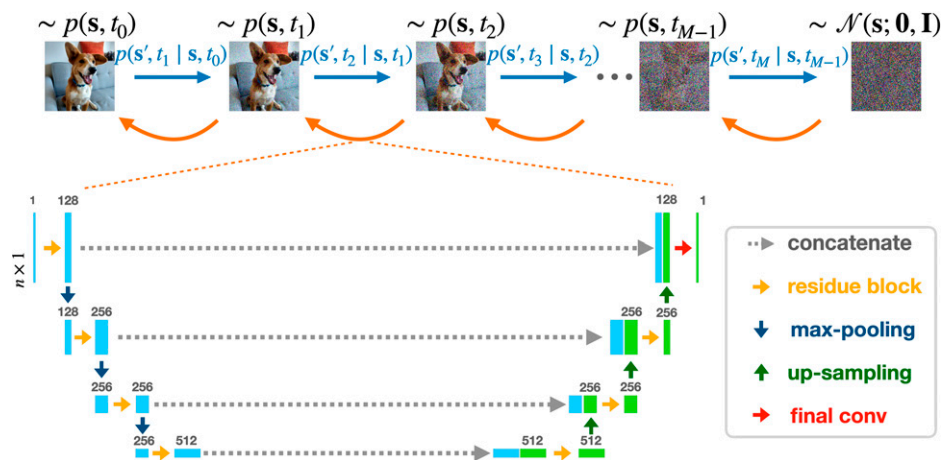 ∼ p(s, t₀) ∼ p(s, t₁) ∼ p(s, t₂) ∼ p(s, t_{M−1}) ∼ 𝒩(s; 0, I)
p(s′, t₁ | s, t₀) p(s′, t₂ | s, t₁) p(s′, t₃ | s, t₂) p(s′, t_M | s, t_{M−1})
1 128 128 1
n × 1
concatenate
residue block
max-pooling
up-sampling
final conv
128 256 256 256
256 256 256 256
256 512 512 512